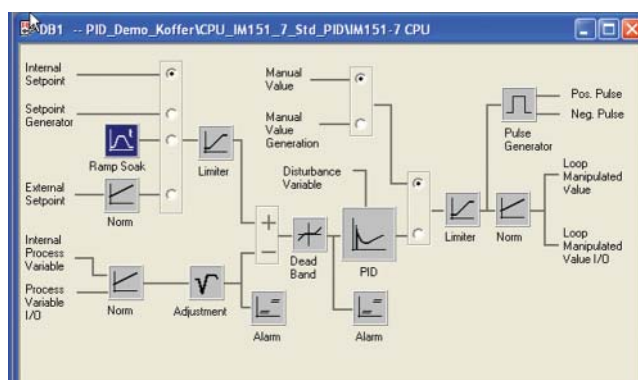 DB1 -- PID_Demo_Koffer\CPU_IM151_7_Std_PID\IM151-7 CPU
Internal
Setpoint
Setpoint
Generator
Ramp Soak
External
Setpoint
Norm
Limiter
Internal
Process
Variable
Process
Variable
I/O
Norm
Adjustment
Manual
Value
Manual
Value
Generation
Disturbance
Variable
+
−
Dead
Band
PID
Alarm
Alarm
Limiter
Norm
Pulse
Generator
Pos. Pulse
Neg. Pulse
Loop
Manipulated
Value
Loop
Manipulated
Value I/O